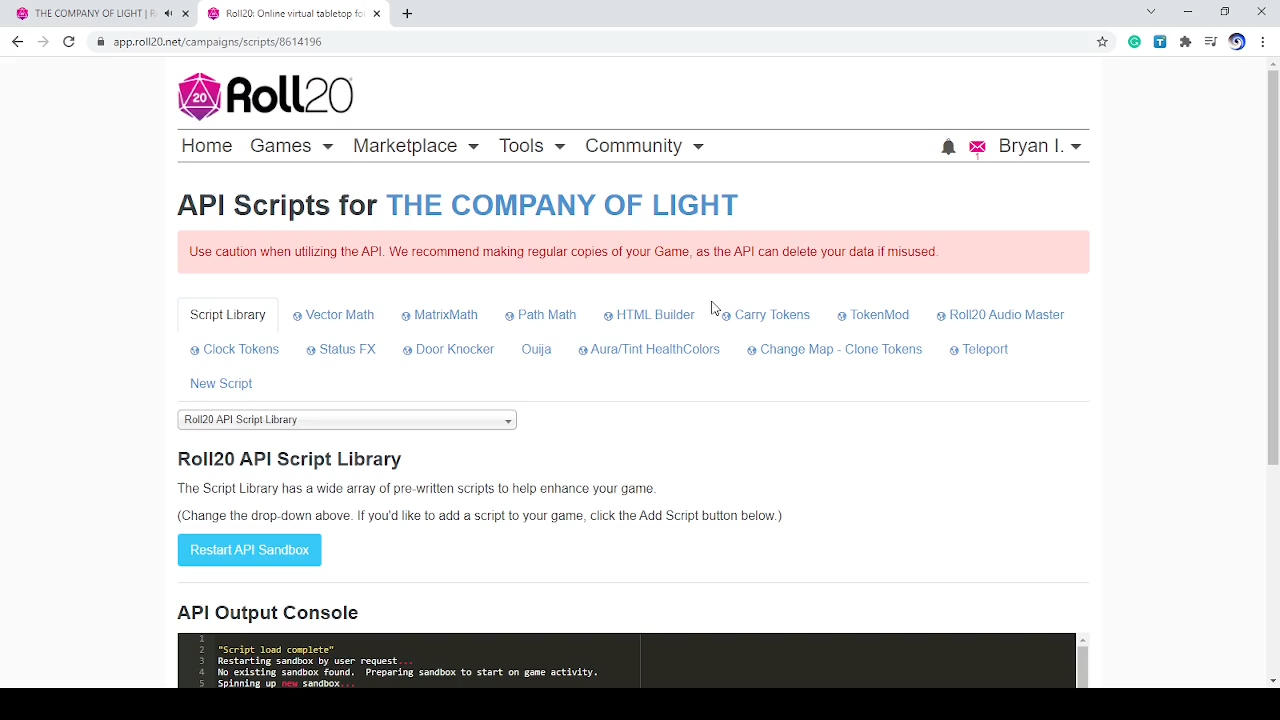 THE COMPANY OF LIGHT | R
Roll20: Online virtual tabletop fo
app.roll20.net/campaigns/scripts/8614196
20 Roll20
Home Games Marketplace Tools Community 1 Bryan I.
API Scripts for THE COMPANY OF LIGHT
Use caution when utilizing the API. We recommend making regular copies of your Game, as the API can delete your data if misused.
Script Library Vector Math MatrixMath Path Math HTML Builder Carry Tokens TokenMod Roll20 Audio Master
Clock Tokens Status FX Door Knocker Ouija Aura/Tint HealthColors Change Map - Clone Tokens Teleport
New Script
Roll20 API Script Library
Roll20 API Script Library
The Script Library has a wide array of pre-written scripts to help enhance your game.
(Change the drop-down above. If you'd like to add a script to your game, click the Add Script button below.)
Restart API Sandbox
API Output Console
1
2 "Script load complete"
3 Restarting sandbox by user request...
4 No existing sandbox found. Preparing sandbox to start on game activity.
5 Spinning up new sandbox...